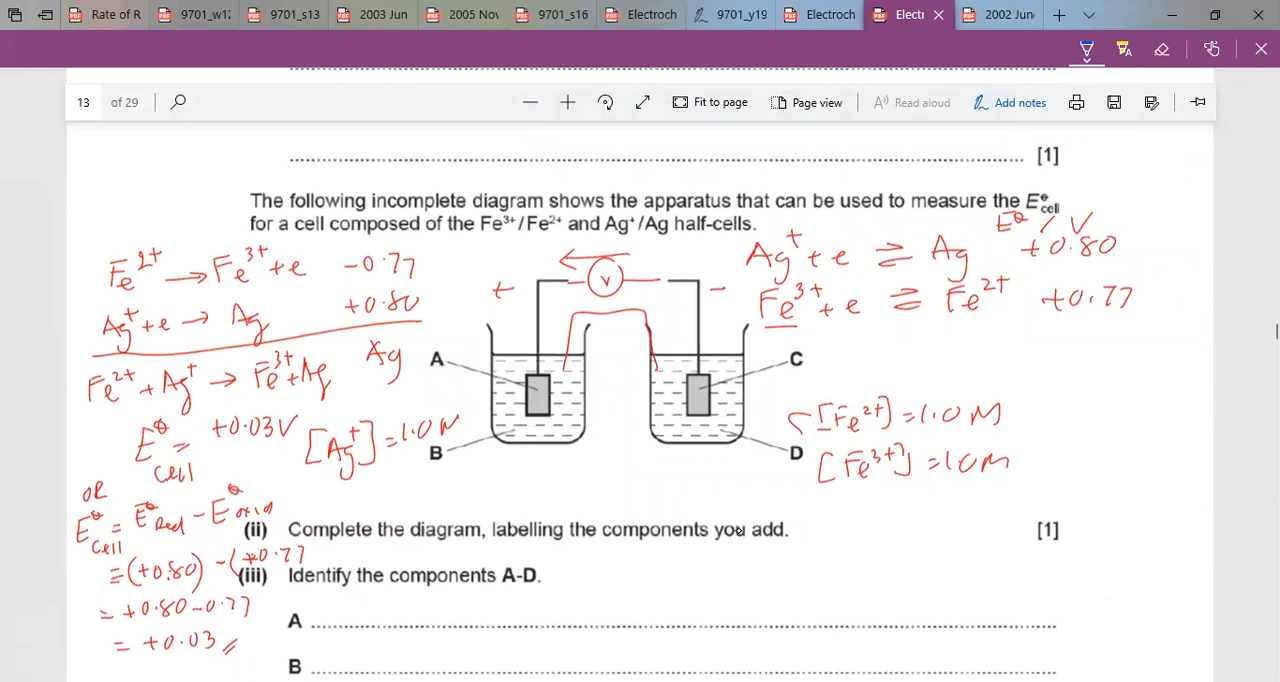 Rate of R
9701_w12
9701_s13
2003 Jun
2005 Nov
9701_s16
Electroch
9701_y19
Electroch
Electr
2002 June
13 of 29
Fit to page
Page view
Read aloud
Add notes
[1]
The following incomplete diagram shows the apparatus that can be used to measure the E⦵cell
for a cell composed of the Fe³⁺/Fe²⁺ and Ag⁺/Ag half-cells.
E⦵ / V
Ag⁺ + e ⇌ Ag +0.80
Fe³⁺ + e ⇌ Fe²⁺ +0.77
Fe²⁺ → Fe³⁺ + e -0.77
Ag⁺ + e → Ag +0.80
Fe²⁺ + Ag⁺ → Fe³⁺ + Ag
E⦵cell = +0.03V
+ V -
Ag
A
B
C
D
[Ag⁺] = 1.0 M
[Fe²⁺] = 1.0 M
[Fe³⁺] = 1.0 M
OR
E⦵cell = E⦵Red - E⦵oxid
= (+0.80) - (+0.77
= +0.80 - 0.77
= +0.03
(ii) Complete the diagram, labelling the components you add. [1]
(iii) Identify the components A-D.
A
B